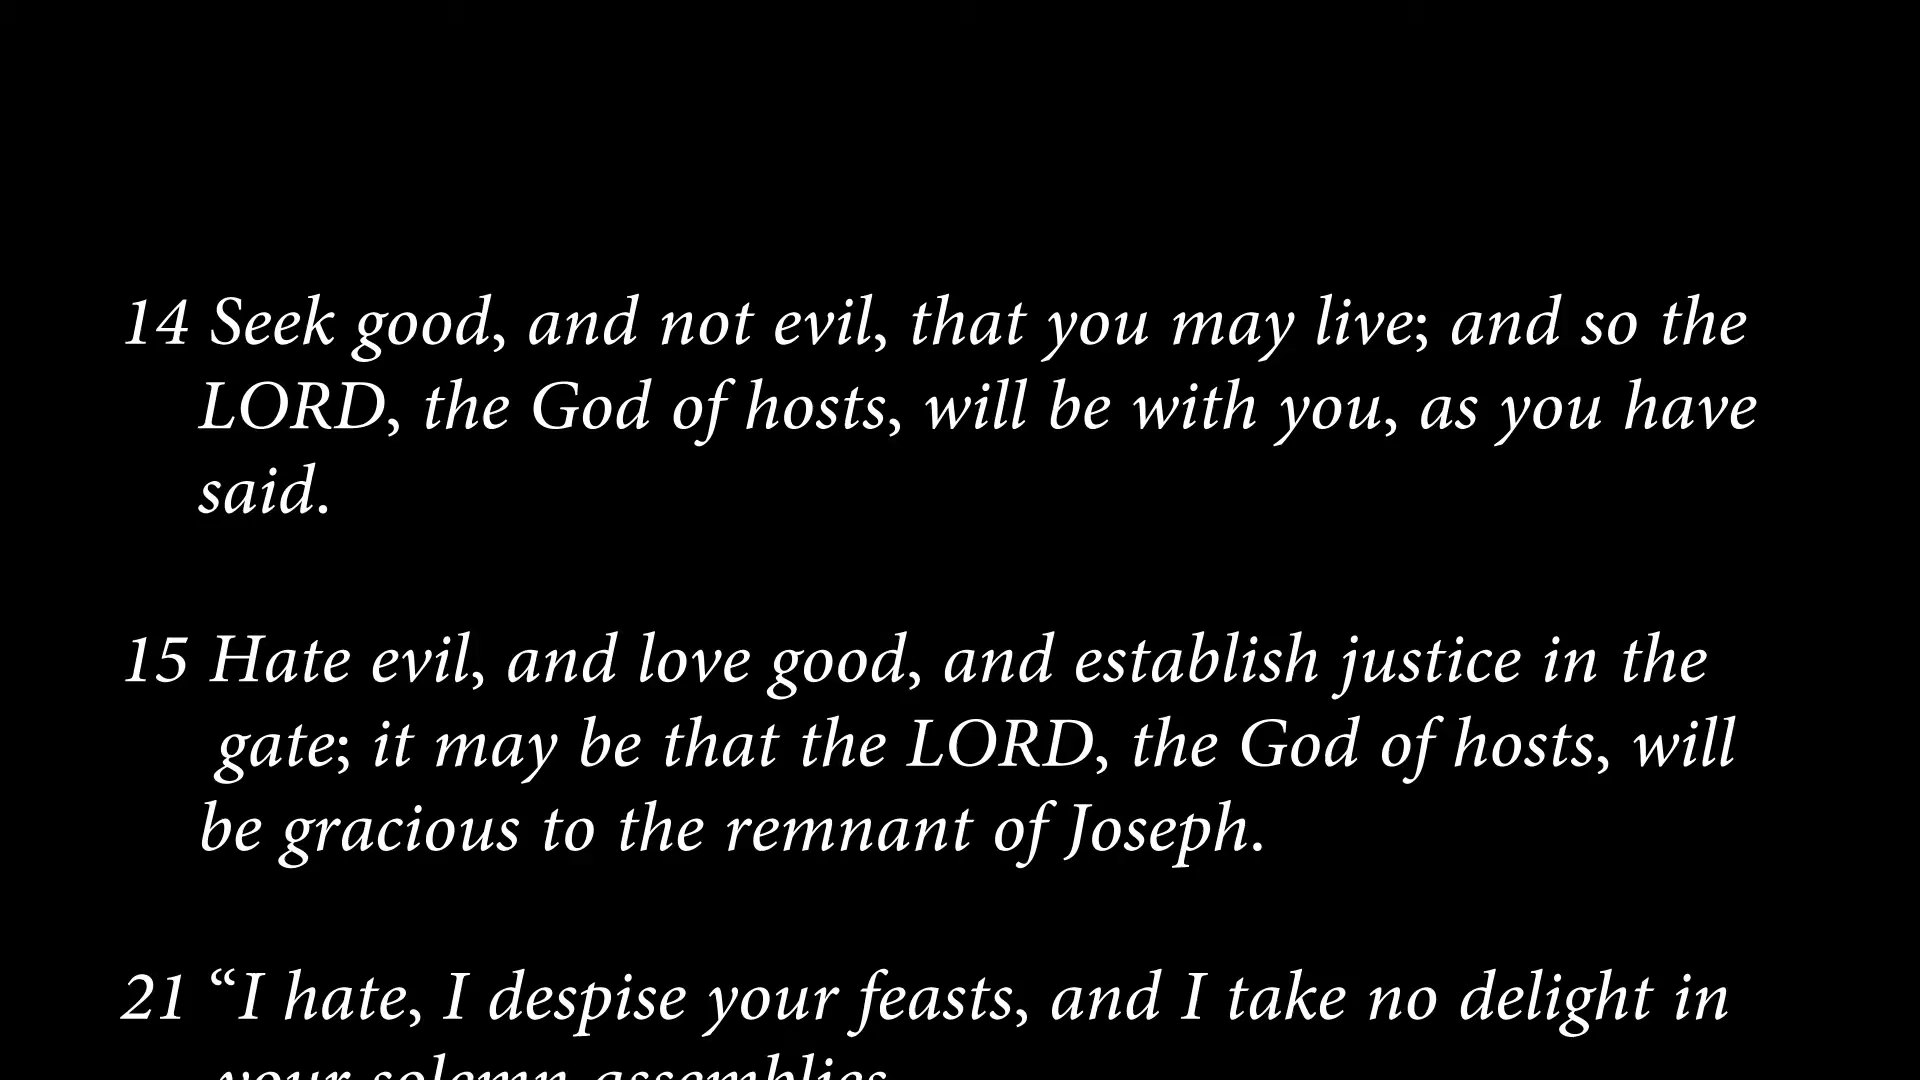 14 Seek good, and not evil, that you may live; and so the
LORD, the God of hosts, will be with you, as you have
said.
15 Hate evil, and love good, and establish justice in the
gate; it may be that the LORD, the God of hosts, will
be gracious to the remnant of Joseph.
21 “I hate, I despise your feasts, and I take no delight in
your solemn assemblies